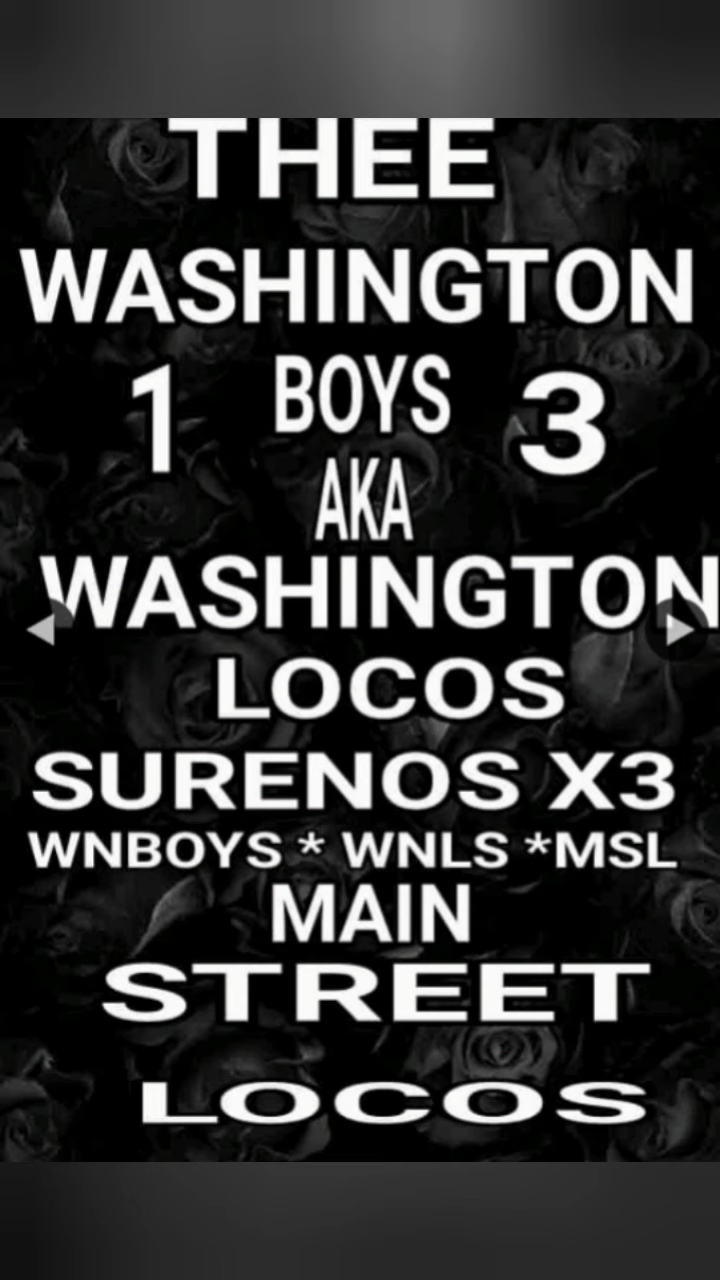 THEE
WASHINGTON
1 BOYS 3
AKA
WASHINGTON
LOCOS
SURENOS X3
WNBOYS * WNLS *MSL
MAIN
STREET
LOCOS